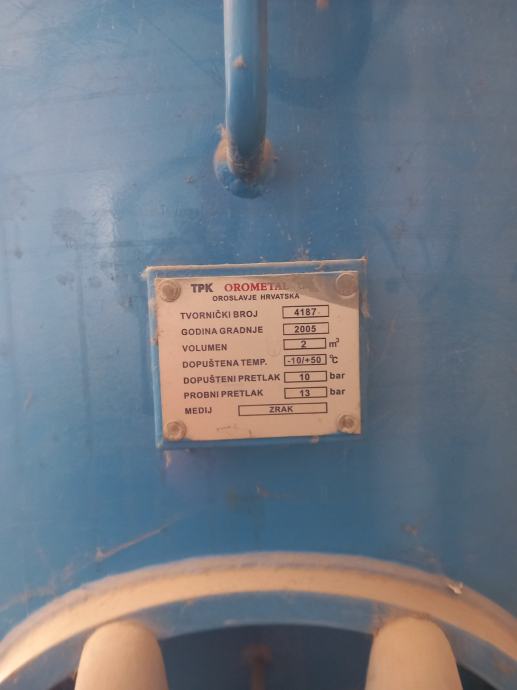 TPK OROMETAL
OROSLAVJE HRVATSKA
TVORNIČKI BROJ 4187
GODINA GRADNJE 2005
VOLUMEN 2 m³
DOPUŠTENA TEMP. -10/+50 °C
DOPUŠTENI PRETLAK 10 bar
PROBNI PRETLAK 13 bar
MEDIJ ZRAK